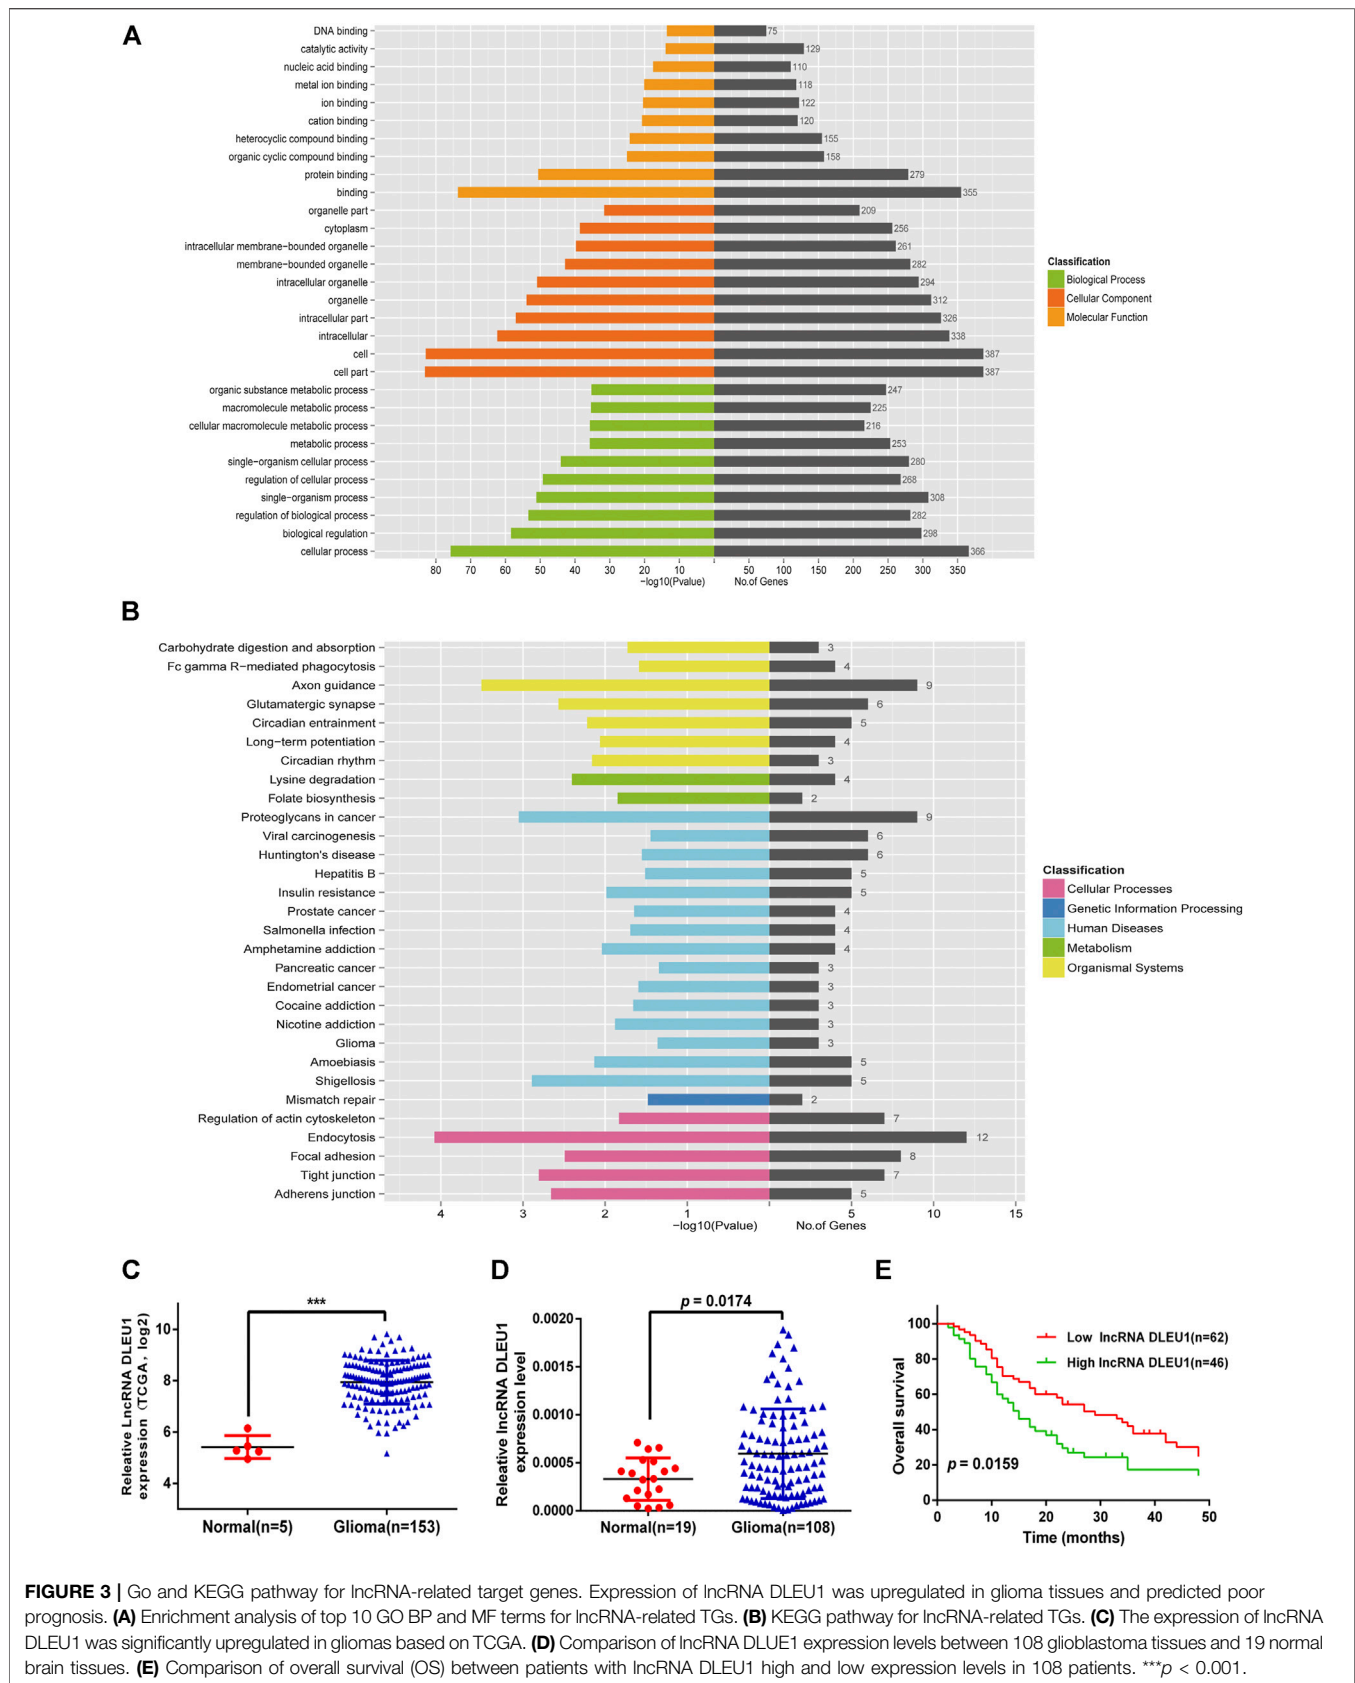 A
DNA binding 75
catalytic activity 129
nucleic acid binding 110
metal ion binding 118
ion binding 122
cation binding 120
heterocyclic compound binding 155
organic cyclic compound binding 158
protein binding 279
binding 355
organelle part 209
cytoplasm 256
intracellular membrane−bounded organelle 261
membrane−bounded organelle 282
intracellular organelle 294
organelle 312
intracellular part 326
intracellular 338
cell 387
cell part 387
organic substance metabolic process 247
macromolecule metabolic process 225
cellular macromolecule metabolic process 216
metabolic process 253
single−organism cellular process 280
regulation of cellular process 268
single−organism process 308
regulation of biological process 282
biological regulation 298
cellular process 366
80 70 60 50 40 30 20 10 50 100 150 200 250 300 350
−log10(Pvalue) No.of Genes
Classification
Biological Process
Cellular Component
Molecular Function
B
Carbohydrate digestion and absorption 3
Fc gamma R−mediated phagocytosis 4
Axon guidance 9
Glutamatergic synapse 6
Circadian entrainment 5
Long−term potentiation 4
Circadian rhythm 3
Lysine degradation 4
Folate biosynthesis 2
Proteoglycans in cancer 9
Viral carcinogenesis 6
Huntington's disease 6
Hepatitis B 5
Insulin resistance 5
Prostate cancer 4
Salmonella infection 4
Amphetamine addiction 4
Pancreatic cancer 3
Endometrial cancer 3
Cocaine addiction 3
Nicotine addiction 3
Glioma 3
Amoebiasis 5
Shigellosis 5
Mismatch repair 2
Regulation of actin cytoskeleton 7
Endocytosis 12
Focal adhesion 8
Tight junction 7
Adherens junction 5
4 3 2 1 5 10 15
−log10(Pvalue) No.of Genes
Classification
Cellular Processes
Genetic Information Processing
Human Diseases
Metabolism
Organismal Systems
C
Releative LncRNA DLEU1
expression (TCGA, log2)
10
8
6
4
***
Normal(n=5) Glioma(n=153)
D
Releative lncRNA DLEU1
expression level
0.0020
0.0015
0.0010
0.0005
0.0000
p = 0.0174
Normal(n=19) Glioma(n=108)
E
Overall survival
100
80
60
40
20
0
Low lncRNA DLEU1(n=62)
High lncRNA DLEU1(n=46)
p = 0.0159
0 10 20 30 40 50
Time (months)
FIGURE 3 | Go and KEGG pathway for lncRNA-related target genes. Expression of lncRNA DLEU1 was upregulated in glioma tissues and predicted poor
prognosis. (A) Enrichment analysis of top 10 GO BP and MF terms for lncRNA-related TGs. (B) KEGG pathway for lncRNA-related TGs. (C) The expression of lncRNA
DLEU1 was significantly upregulated in gliomas based on TCGA. (D) Comparison of lncRNA DLUE1 expression levels between 108 glioblastoma tissues and 19 normal
brain tissues. (E) Comparison of overall survival (OS) between patients with lncRNA DLEU1 high and low expression levels in 108 patients. ***p < 0.001.